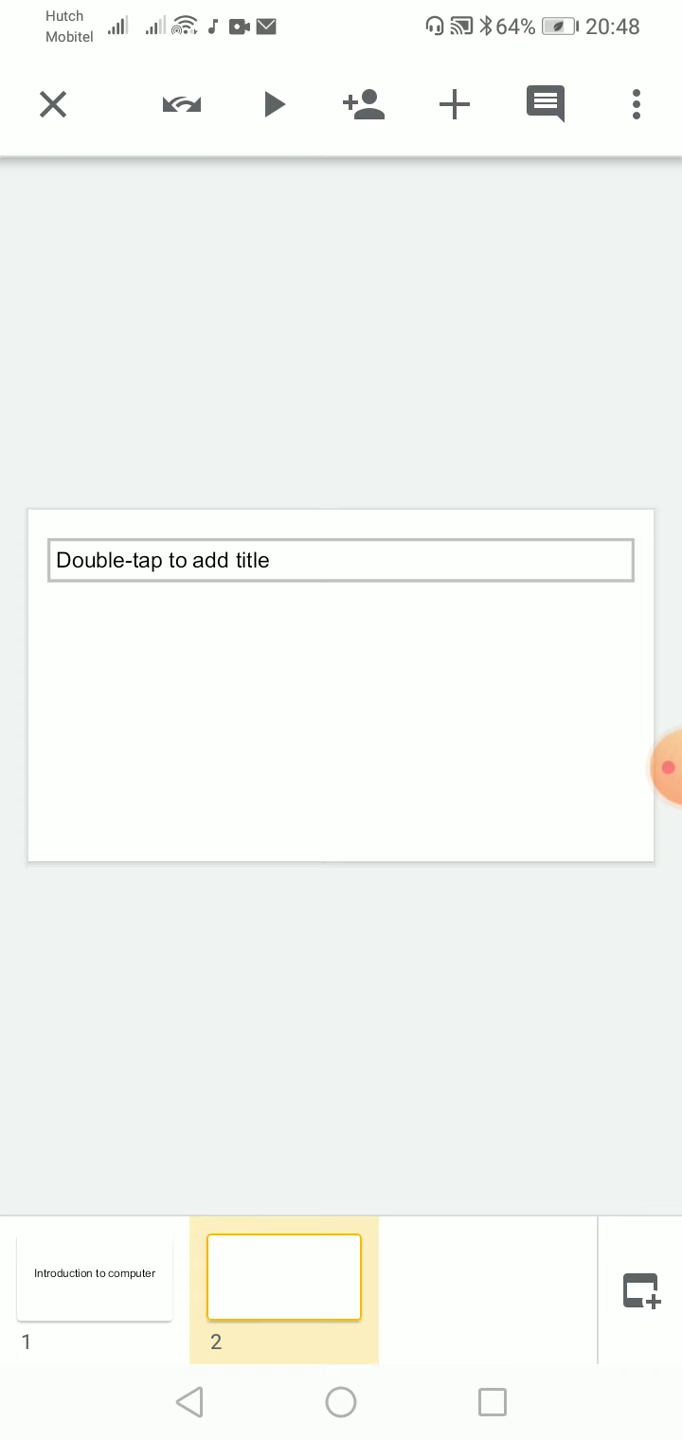 Hutch
Mobitel
64% 20:48
Double-tap to add title
Introduction to computer
1
2